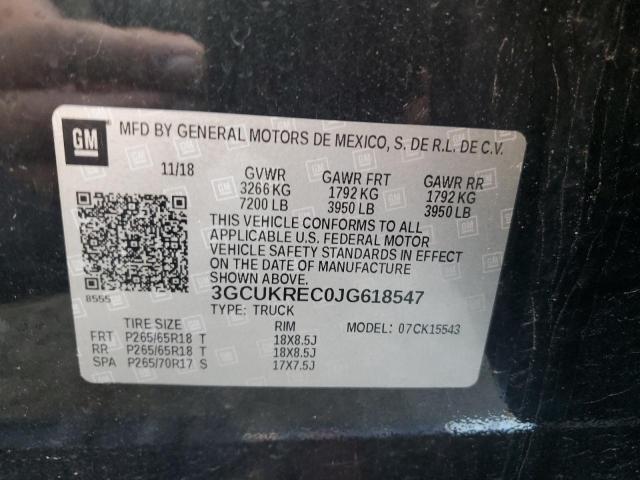 GM MFD BY GENERAL MOTORS DE MEXICO, S. DE R.L. DE C.V.
11/18 GVWR GAWR FRT GAWR RR
3266 KG 1792 KG 1792 KG
7200 LB 3950 LB 3950 LB
THIS VEHICLE CONFORMS TO ALL
APPLICABLE U.S. FEDERAL MOTOR
VEHICLE SAFETY STANDARDS IN EFFECT
ON THE DATE OF MANUFACTURE
SHOWN ABOVE.
8555
3GCUKREC0JG618547
TYPE: TRUCK
TIRE SIZE RIM MODEL: 07CK15543
FRT P265/65R18 T 18X8.5J
RR P265/65R18 T 18X8.5J
SPA P265/70R17 S 17X7.5J